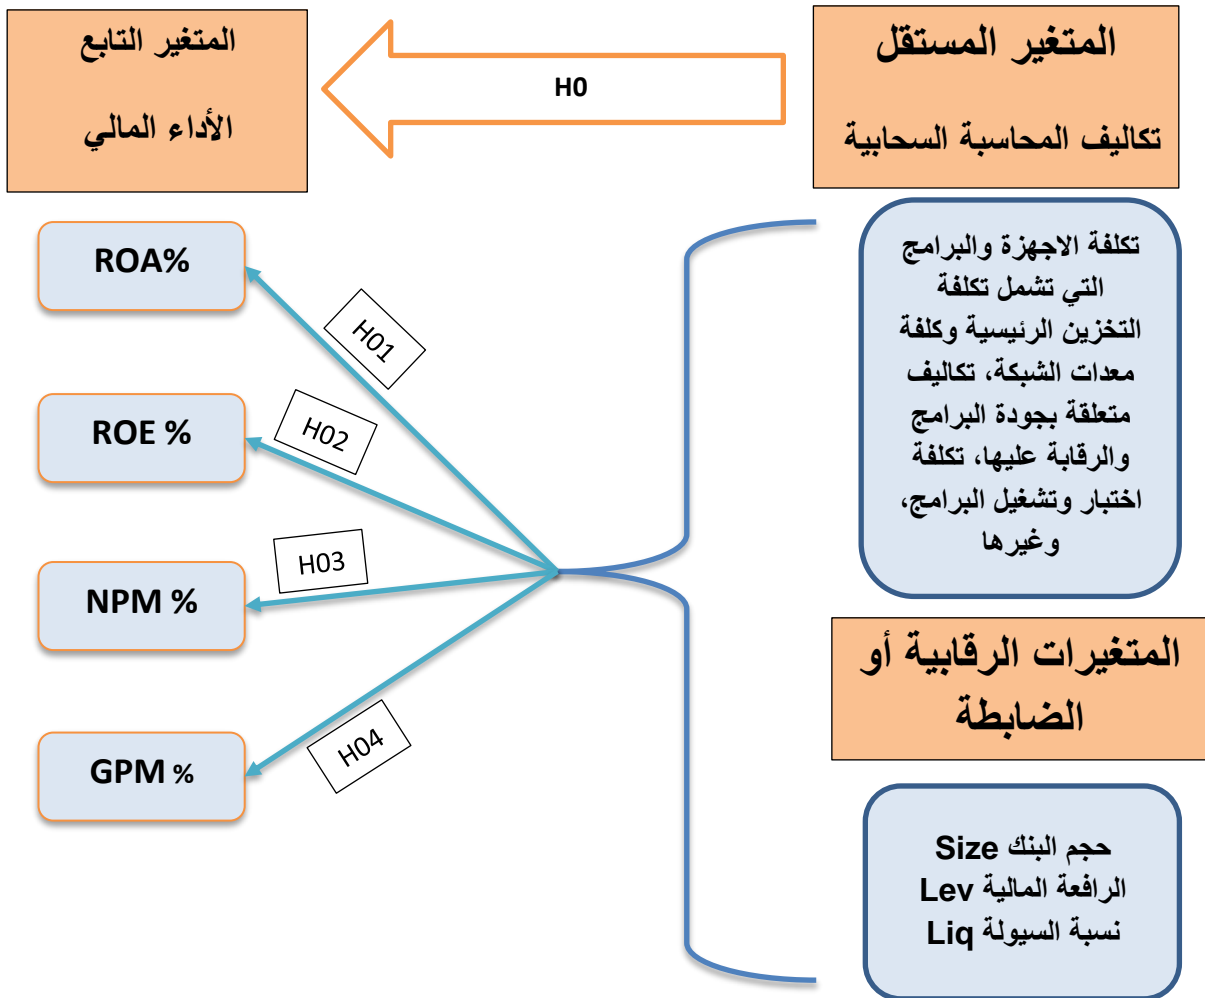 المتغير المستقل
تكاليف المحاسبة السحابية
H0
المتغير التابع
الأداء المالي
تكلفة الاجهزة والبرامج
التي تشمل تكلفة
التخزين الرئيسية وكلفة
معدات الشبكة، تكاليف
متعلقة بجودة البرامج
والرقابة عليها، تكلفة
اختبار وتشغيل البرامج،
وغيرها
المتغيرات الرقابية أو
الضابطة
حجم البنك Size
الرافعة المالية Lev
نسبة السيولة Liq
H01
H02
H03
H04
ROA%
ROE %
NPM %
GPM %